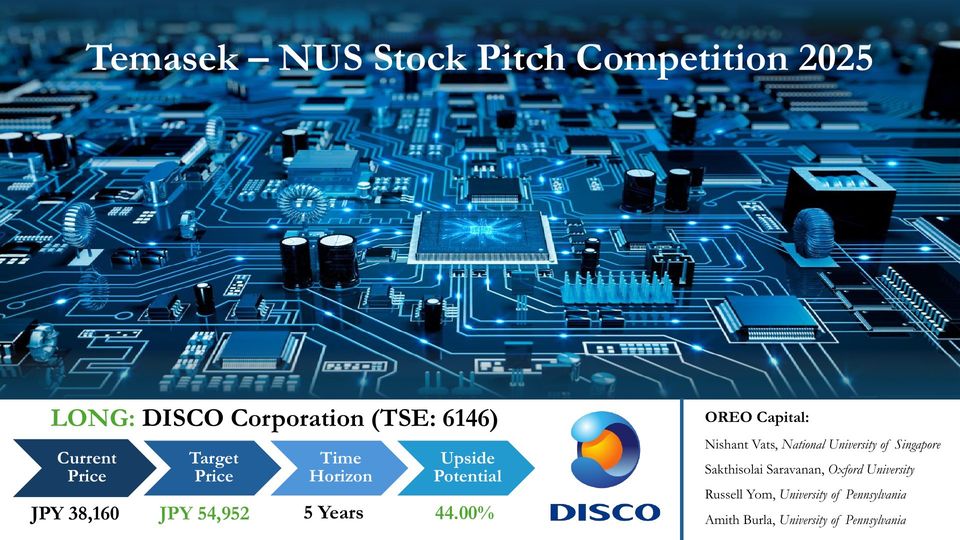 Temasek – NUS Stock Pitch Competition 2025
LONG: DISCO Corporation (TSE: 6146)
Current
Price
Target
Price
Time
Horizon
Upside
Potential
JPY 38,160
JPY 54,952
5 Years
44.00%
DISCO
OREO Capital:
Nishant Vats, National University of Singapore
Sakthisolai Saravanan, Oxford University
Russell Yom, University of Pennsylvania
Amith Burla, University of Pennsylvania